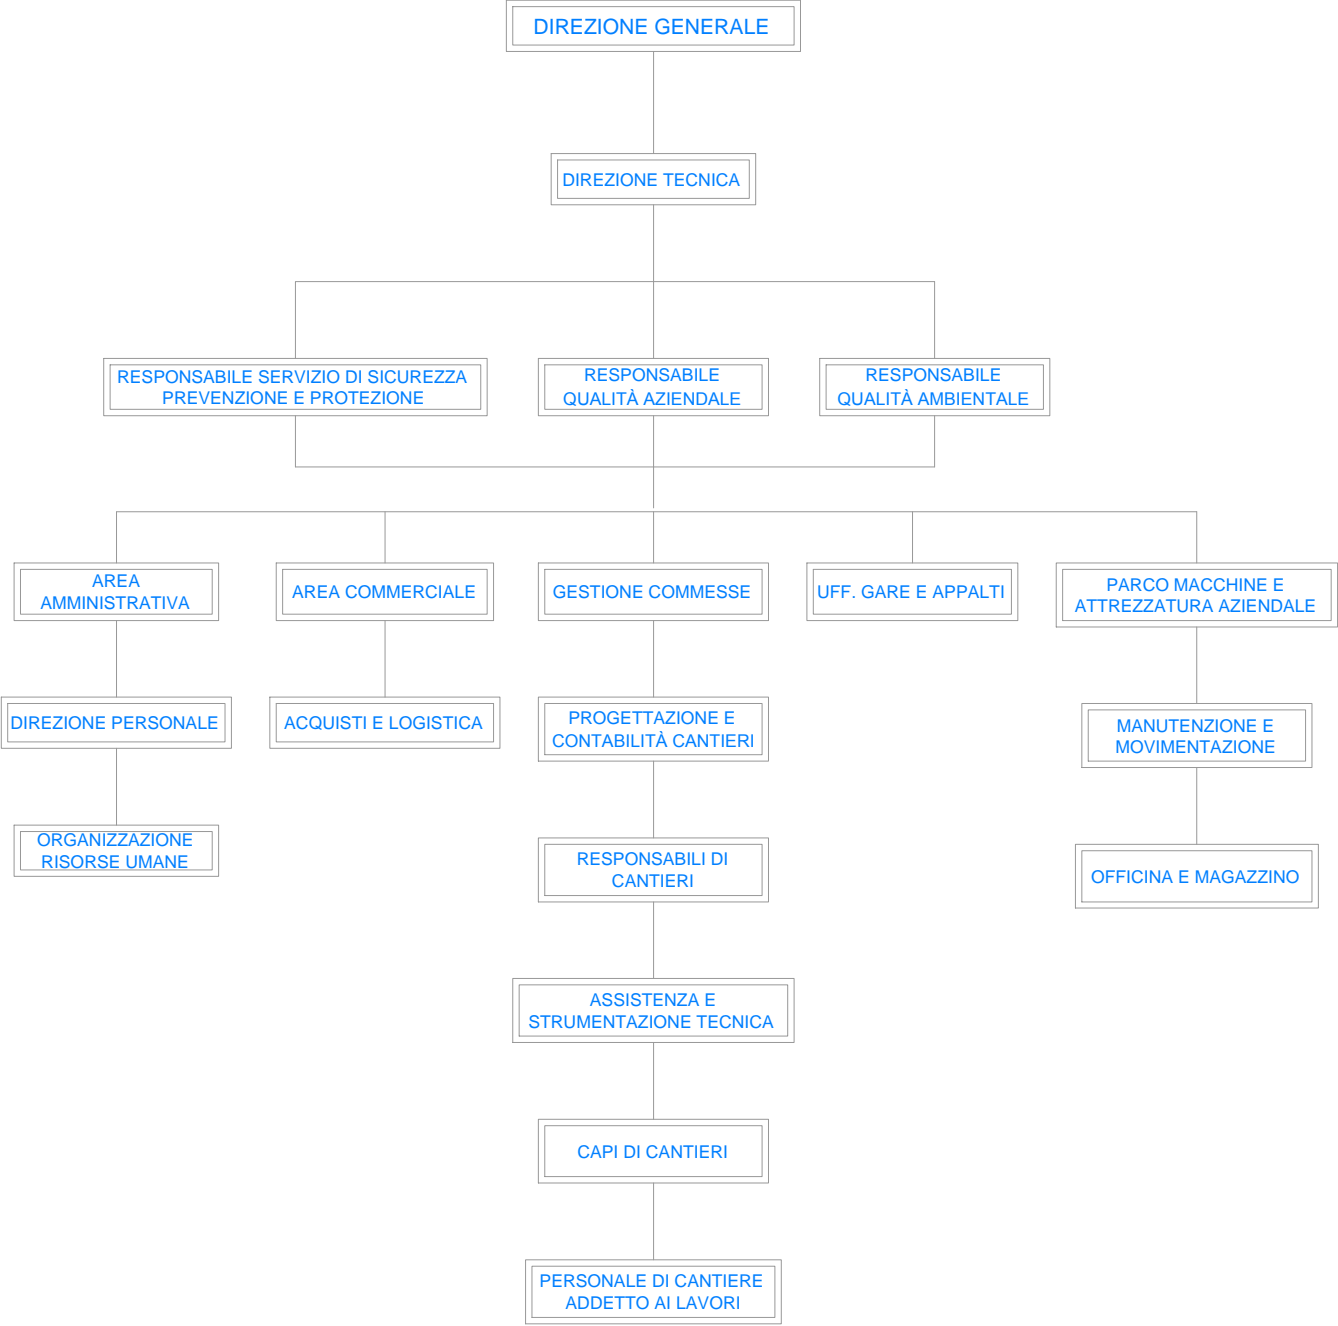 DIREZIONE GENERALE
DIREZIONE TECNICA
RESPONSABILE SERVIZIO DI SICUREZZA
PREVENZIONE E PROTEZIONE
RESPONSABILE
QUALITÀ AZIENDALE
RESPONSABILE
QUALITÀ AMBIENTALE
AREA
AMMINISTRATIVA
AREA COMMERCIALE
GESTIONE COMMESSE
UFF. GARE E APPALTI
PARCO MACCHINE E
ATTREZZATURA AZIENDALE
DIREZIONE PERSONALE
ACQUISTI E LOGISTICA
PROGETTAZIONE E
CONTABILITÀ CANTIERI
MANUTENZIONE E
MOVIMENTAZIONE
ORGANIZZAZIONE
RISORSE UMANE
RESPONSABILI DI
CANTIERI
OFFICINA E MAGAZZINO
ASSISTENZA E
STRUMENTAZIONE TECNICA
CAPI DI CANTIERI
PERSONALE DI CANTIERE
ADDETTO AI LAVORI